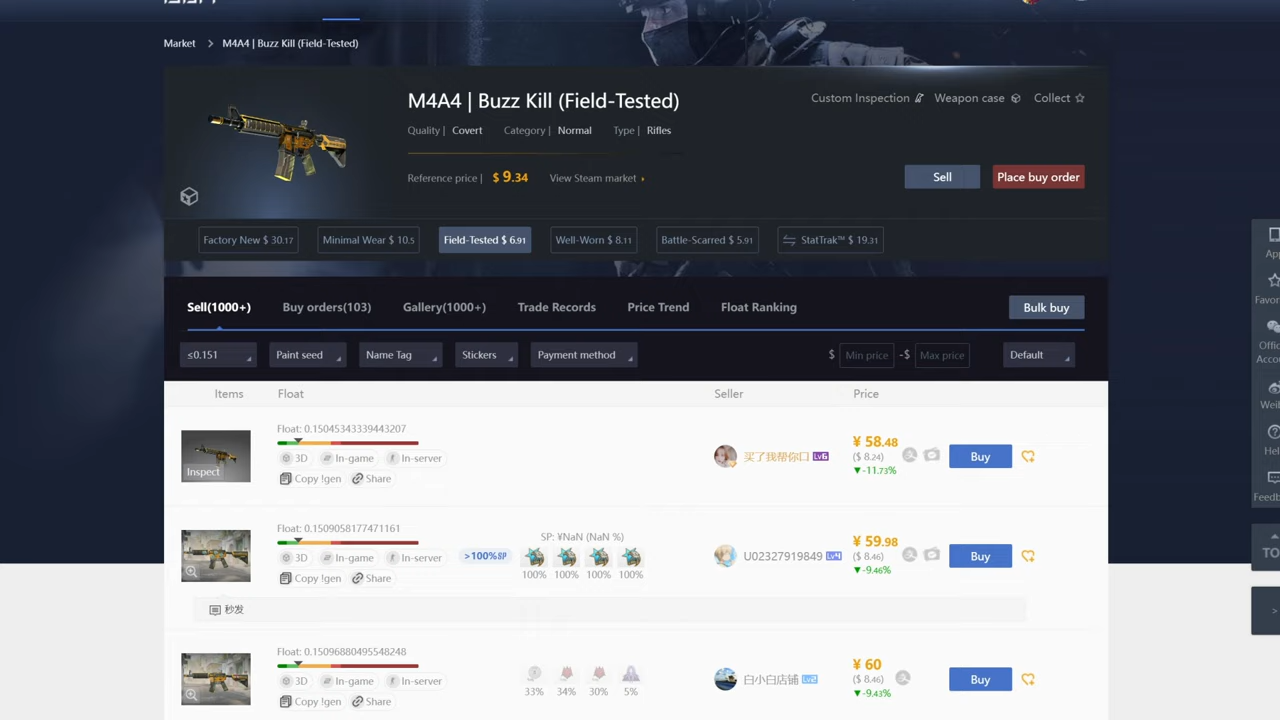 Market > M4A4 | Buzz Kill (Field-Tested)
M4A4 | Buzz Kill (Field-Tested)
Custom Inspection Weapon case Collect
Quality | Covert Category | Normal Type | Rifles
Reference price | $ 9.34 View Steam market
Sell
Place buy order
Factory New $ 30.17
Minimal Wear $ 10.5
Field-Tested $ 6.91
Well-Worn $ 8.11
Battle-Scarred $ 5.91
StatTrak™ $ 19.31
Sell(1000+)
Buy orders(103)
Gallery(1000+)
Trade Records
Price Trend
Float Ranking
Bulk buy
≤0.151
Paint seed
Name Tag
Stickers
Payment method
$ Min price -$ Max price
Default
Items Float Seller Price
Float: 0.15045343339443207
3D In-game In-server
Copy !gen Share
Inspect
买了我帮你口 Lv6
¥ 58.48
($ 8.24)
▼-11.73%
Buy
Float: 0.1509058177471161
3D In-game In-server
Copy !gen Share
>100%SP
SP: ¥NaN (NaN %)
100% 100% 100% 100%
U02327919849 Lv4
¥ 59.98
($ 8.46)
▼-9.46%
Buy
秒发
Float: 0.15096880495548248
3D In-game In-server
Copy !gen Share
33% 34% 30% 5%
白小白店铺 Lv2
¥ 60
($ 8.46)
▼-9.43%
Buy